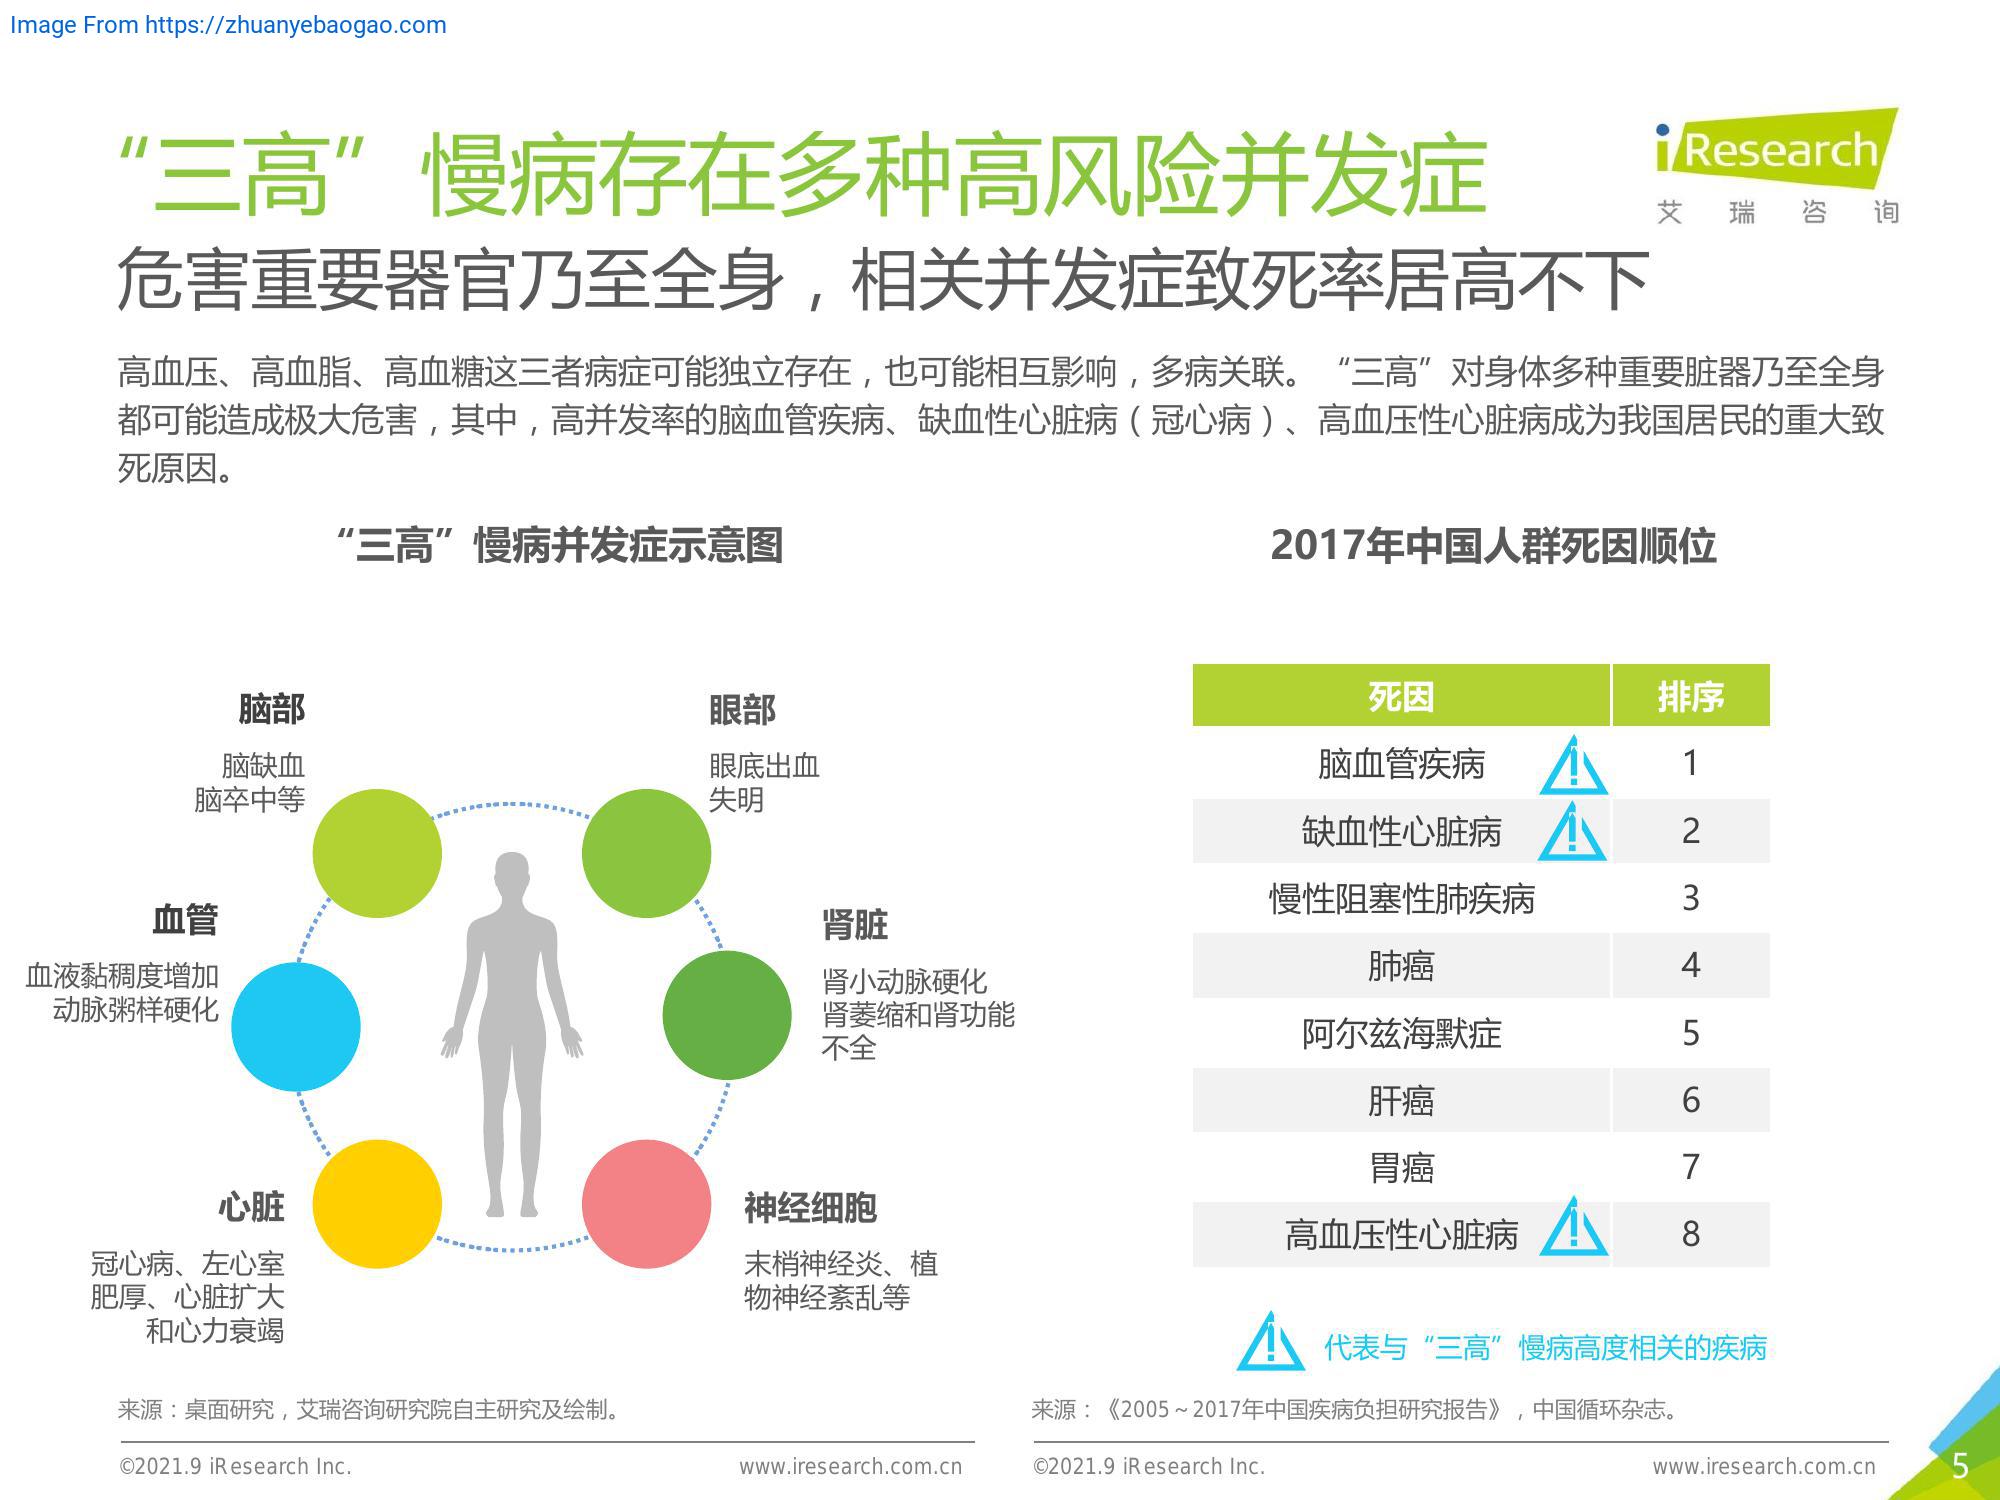 Image From https://zhuanyebaogao.com
“三高”慢病存在多种高风险并发症
iResearch
艾瑞咨询
危害重要器官乃至全身，相关并发症致死率居高不下
高血压、高血脂、高血糖这三者病症可能独立存在，也可能相互影响，多病关联。“三高”对身体多种重要脏器乃至全身
都可能造成极大危害，其中，高并发率的脑血管疾病、缺血性心脏病（冠心病）、高血压性心脏病成为我国居民的重大致
死原因。
“三高”慢病并发症示意图
脑部
脑缺血
脑卒中等
眼部
眼底出血
失明
血管
血液黏稠度增加
动脉粥样硬化
肾脏
肾小动脉硬化
肾萎缩和肾功能
不全
心脏
冠心病、左心室
肥厚、心脏扩大
和心力衰竭
神经细胞
末梢神经炎、植
物神经紊乱等
2017年中国人群死因顺位
死因 排序
脑血管疾病 1
缺血性心脏病 2
慢性阻塞性肺疾病 3
肺癌 4
阿尔兹海默症 5
肝癌 6
胃癌 7
高血压性心脏病 8
代表与“三高”慢病高度相关的疾病
来源：桌面研究，艾瑞咨询研究院自主研究及绘制。
来源：《2005～2017年中国疾病负担研究报告》，中国循环杂志。
©2021.9 iResearch Inc. www.iresearch.com.cn
©2021.9 iResearch Inc. www.iresearch.com.cn
5